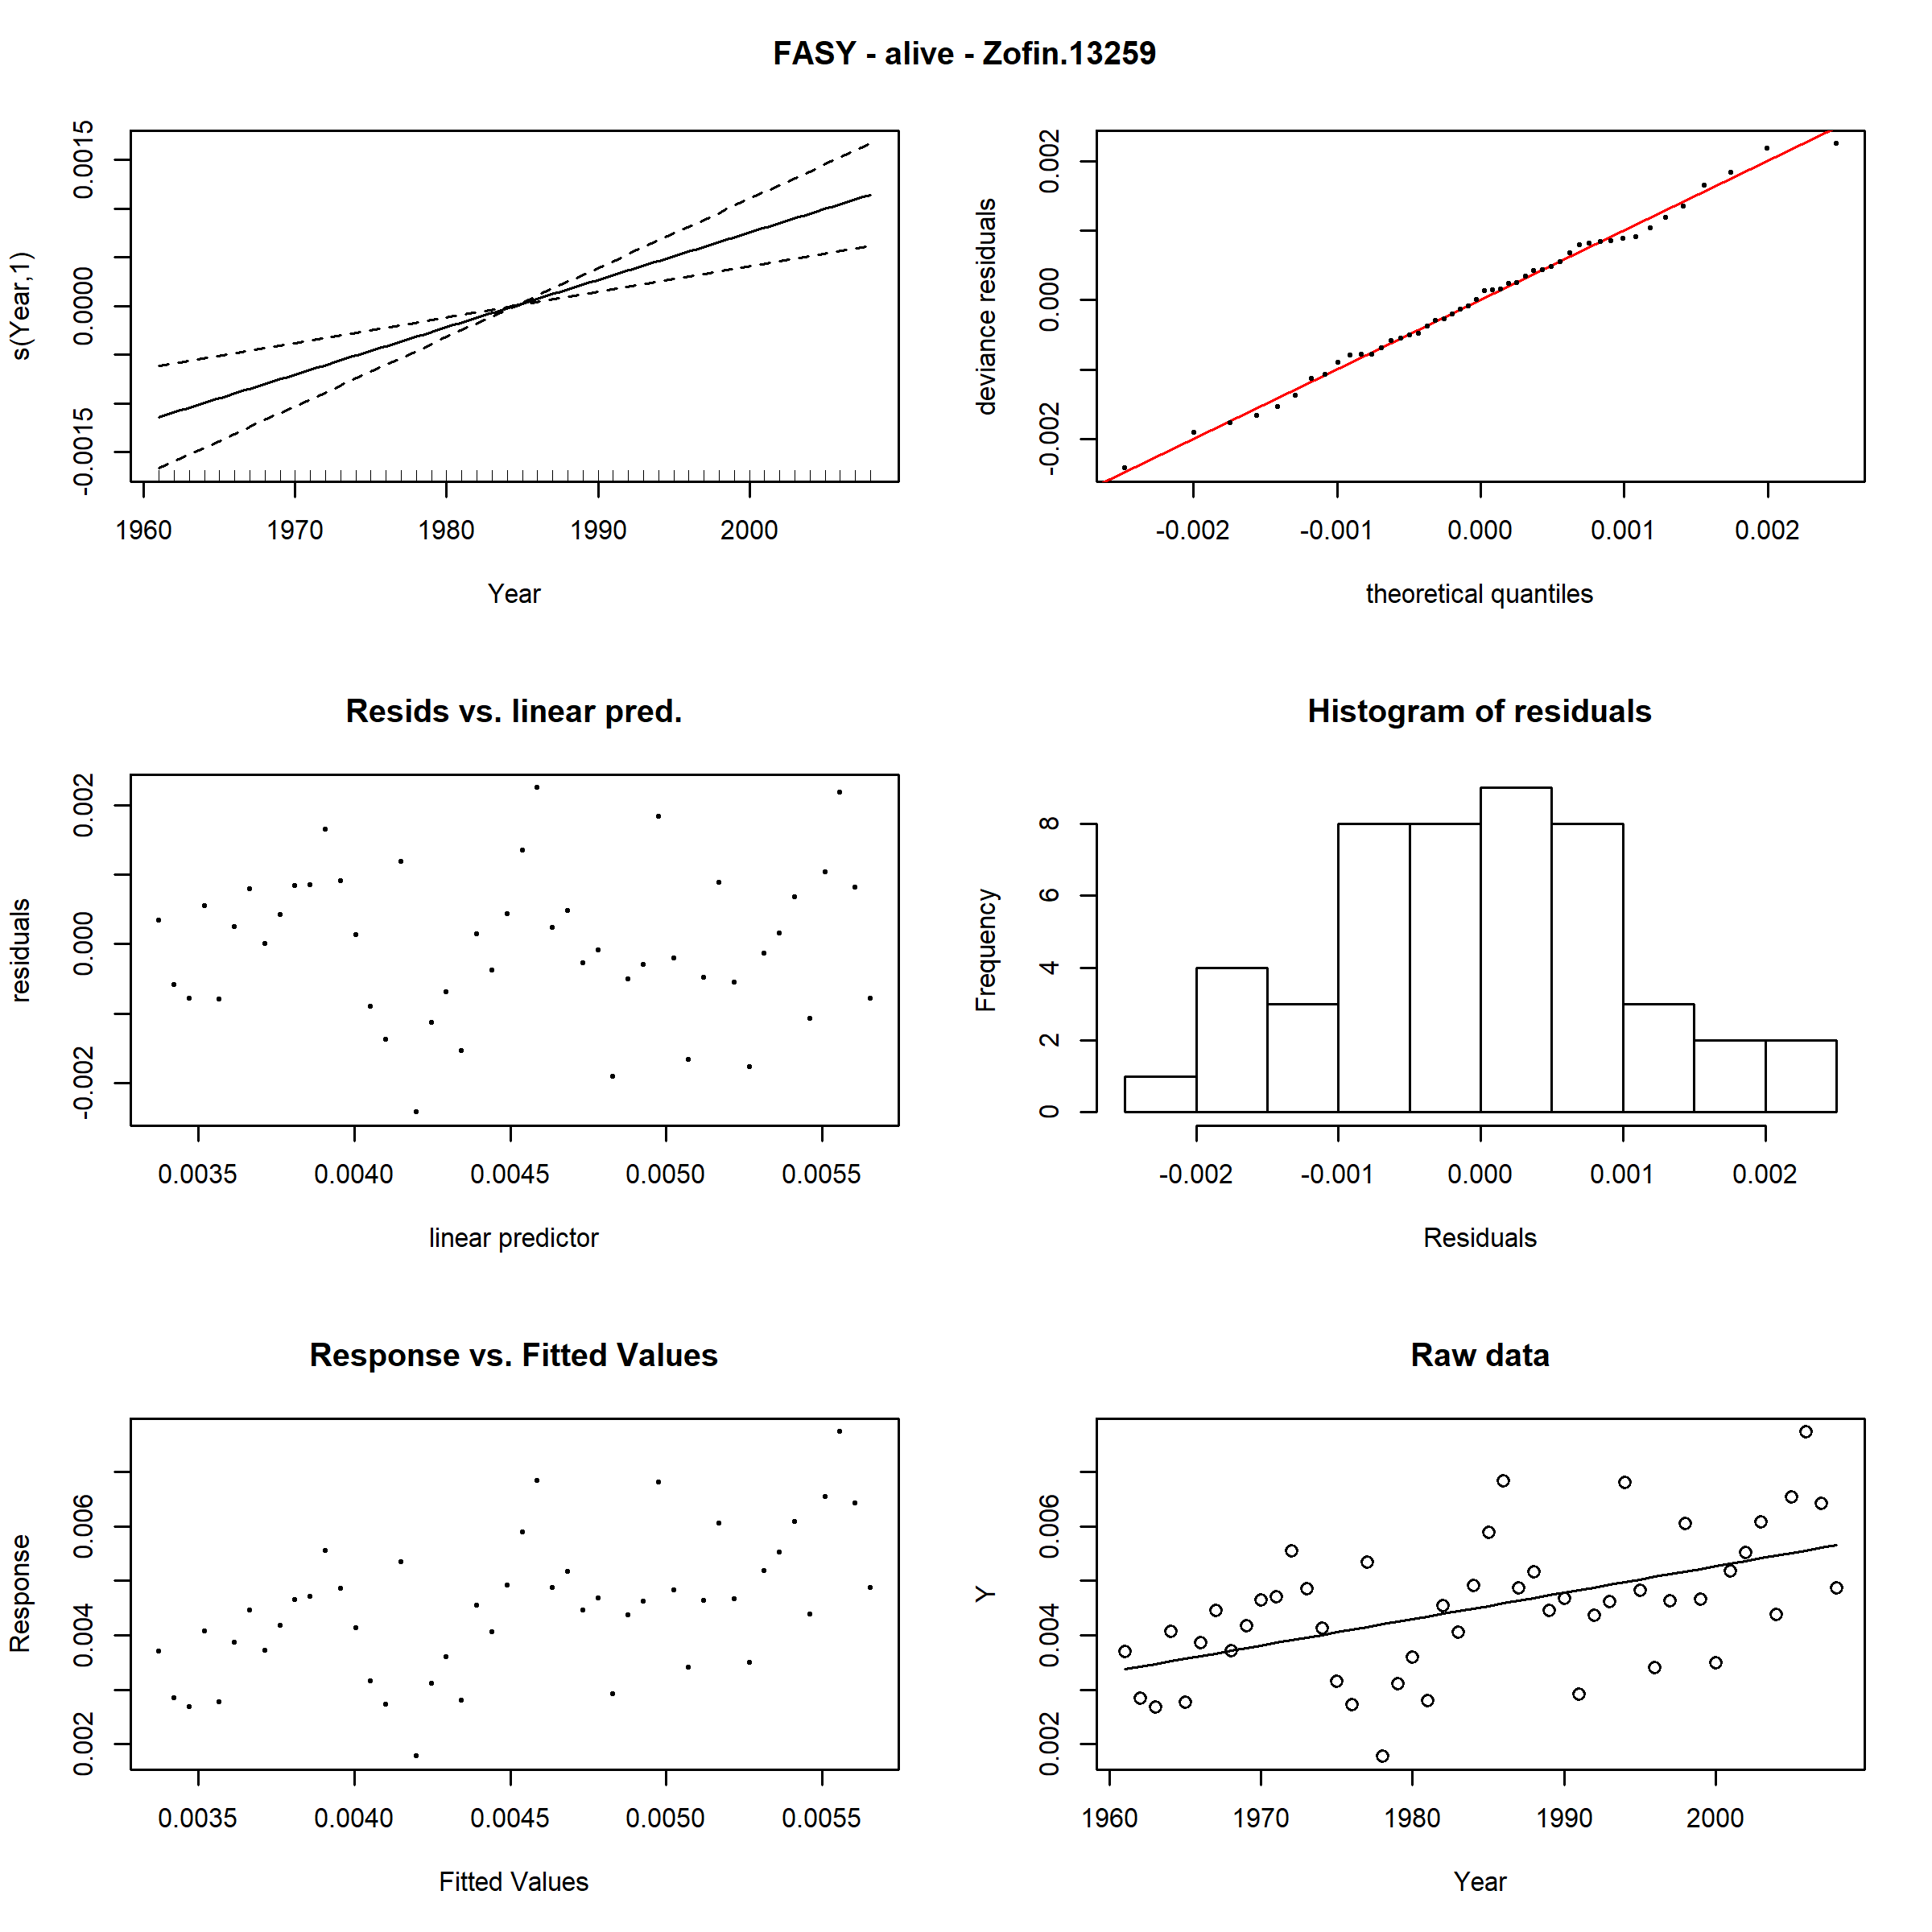 FASY - alive - Zofin.13259
s(Year,1)
0.0015
0.0000
-0.0015
1960 1970 1980 1990 2000
Year
deviance residuals
0.002
0.000
-0.002
-0.002 -0.001 0.000 0.001 0.002
theoretical quantiles
Resids vs. linear pred.
residuals
0.002
0.000
-0.002
0.0035 0.0040 0.0045 0.0050 0.0055
linear predictor
Histogram of residuals
Frequency
8
6
4
2
0
-0.002 -0.001 0.000 0.001 0.002
Residuals
Response vs. Fitted Values
Response
0.006
0.004
0.002
0.0035 0.0040 0.0045 0.0050 0.0055
Fitted Values
Raw data
Y
0.006
0.004
0.002
1960 1970 1980 1990 2000
Year